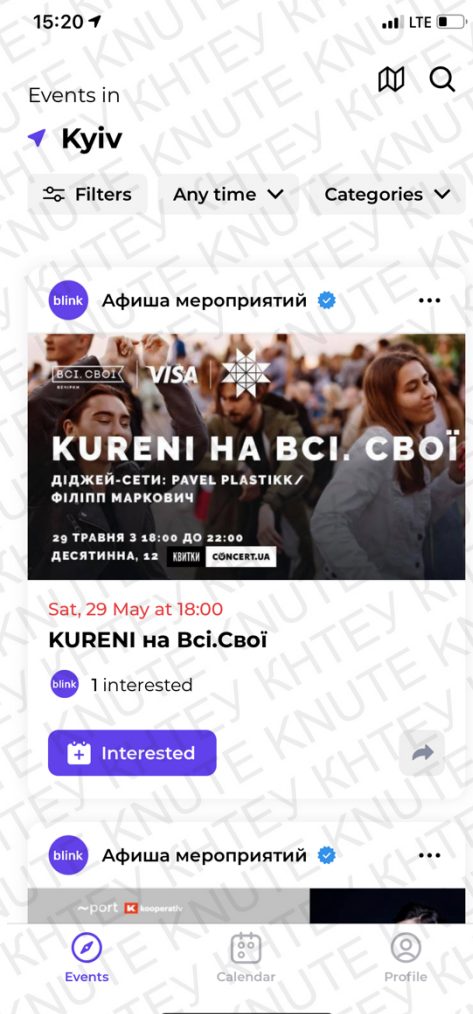 15:20
LTE
Events in
Kyiv
Filters
Any time
Categories
blink
Афиша мероприятий
ВСІ. СВОЇ
ВЕЧІРКИ
VISA
KURENI НА ВСІ. СВОЇ
ДІДЖЕЙ-СЕТИ: PAVEL PLASTIKK/
ФІЛІПП МАРКОВИЧ
29 ТРАВНЯ З 18:00 ДО 22:00
ДЕСЯТИННА, 12 КВИТКИ CONCERT.UA
Sat, 29 May at 18:00
KURENI на Всі.Свої
blink
1 interested
Interested
blink
Афиша мероприятий
~port K kooperativ
Events
Calendar
Profile
KNUTE KHTEY